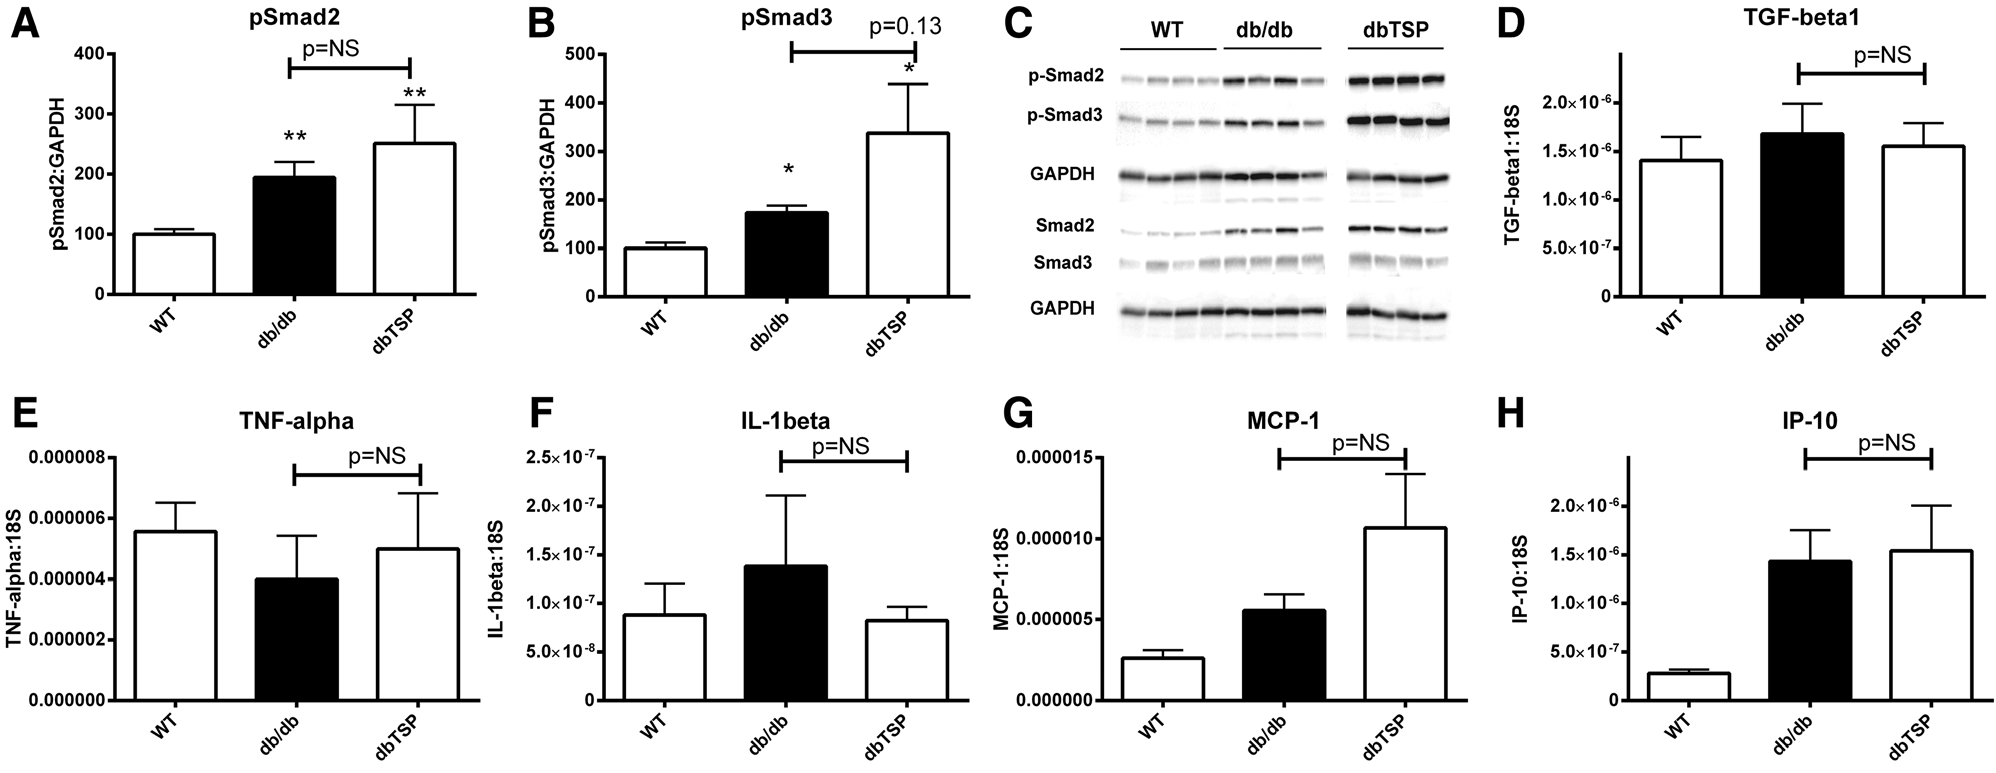 A
pSmad2
p=NS
**
**
pSmad2:GAPDH
400
300
200
100
0
WT
db/db
dbTSP
B
pSmad3
p=0.13
*
*
pSmad3:GAPDH
500
400
300
200
100
0
WT
db/db
dbTSP
C
WT db/db dbTSP
p-Smad2
p-Smad3
GAPDH
Smad2
Smad3
GAPDH
D
TGF-beta1
p=NS
TGF-beta1:18S
2.0×10-6
1.5×10-6
1.0×10-6
5.0×10-7
0
WT
db/db
dbTSP
E
TNF-alpha
p=NS
TNF-alpha:18S
0.000008
0.000006
0.000004
0.000002
0.000000
WT
db/db
dbTSP
F
IL-1beta
p=NS
IL-1beta:18S
2.5×10-7
2.0×10-7
1.5×10-7
1.0×10-7
5.0×10-8
0
WT
db/db
dbTSP
G
MCP-1
p=NS
MCP-1:18S
0.000015
0.000010
0.000005
0.000000
WT
db/db
dbTSP
H
IP-10
p=NS
IP-10:18S
2.0×10-6
1.5×10-6
1.0×10-6
5.0×10-7
0
WT
db/db
dbTSP